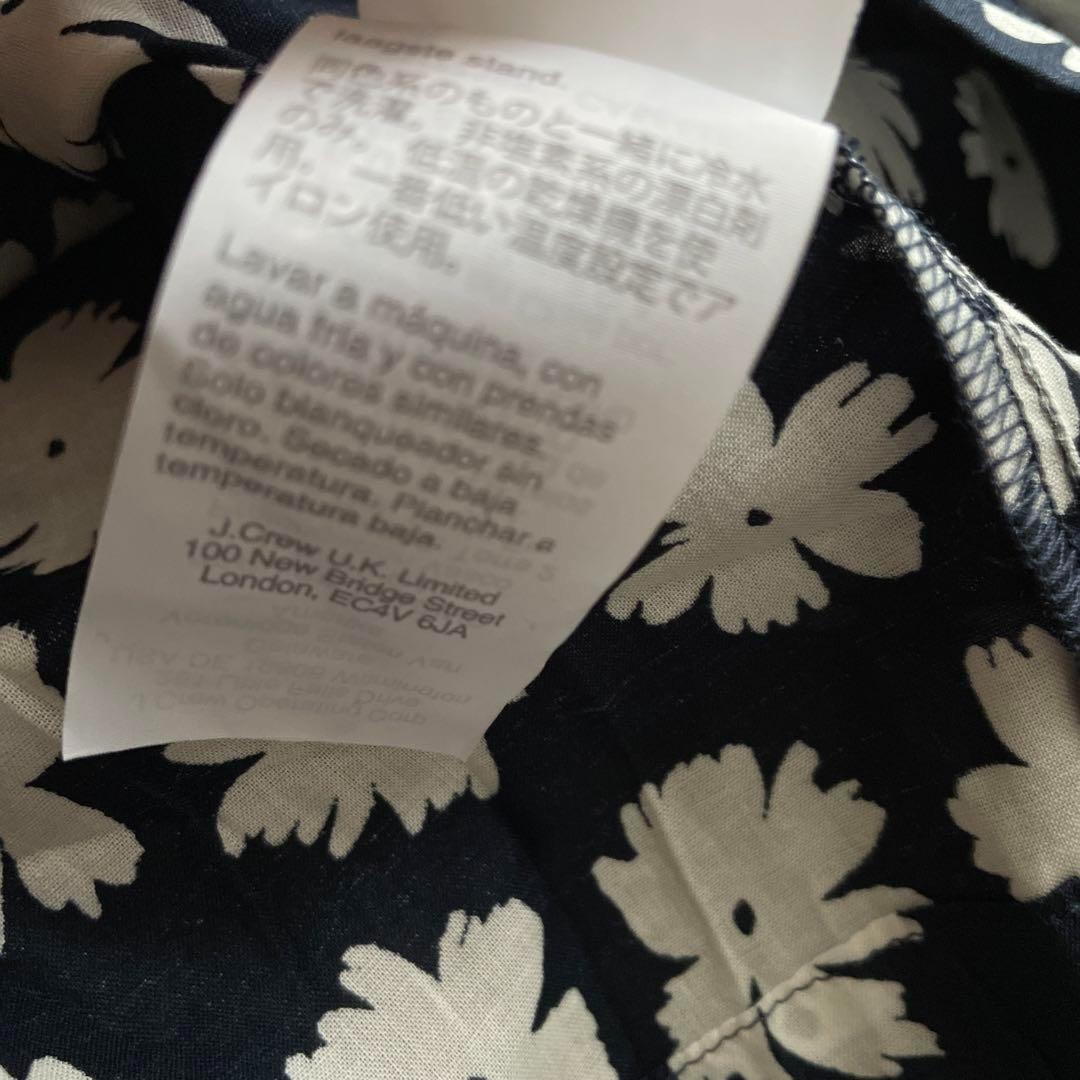 laagste stand.
同色系のものと一緒に冷水
で洗濯。非塩素系の漂白剤
のみ。低温の乾燥機を使
用。一番低い温度設定でア
イロン使用。
Lavar a máquina, con
agua fría y con prendas
de colores similares.
Solo blanqueador sin
cloro. Secado a baja
temperatura. Planchar a
temperatura baja.
J.Crew U.K. Limited
100 New Bridge Street
London, EC4V 6JA